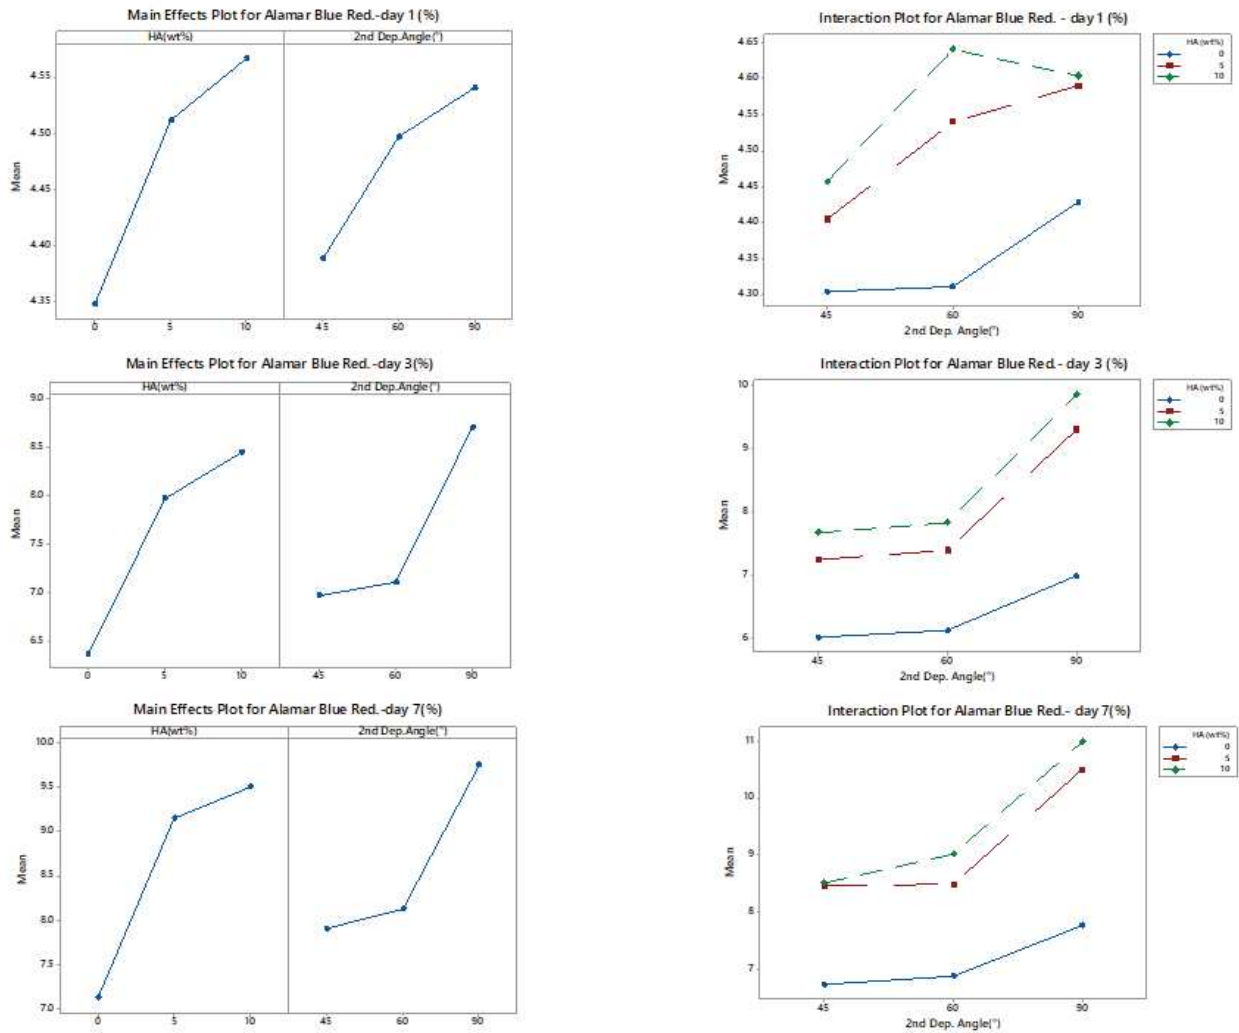 Main Effects Plot for Alamar Blue Red.-day 1 (%)
HA(wt%) 2nd Dep.Angle(°)
4.55
4.50
4.45
4.40
4.35
Mean
0 5 10 45 60 90
Interaction Plot for Alamar Blue Red. - day 1 (%)
4.65
4.60
4.55
4.50
4.45
4.40
4.35
4.30
Mean
45 60 90
2nd Dep. Angle(°)
HA (wt%)
0
5
10
Main Effects Plot for Alamar Blue Red.-day 3(%)
HA(wt%) 2nd Dep.Angle(°)
9.0
8.5
8.0
7.5
7.0
6.5
Mean
0 5 10 45 60 90
Interaction Plot for Alamar Blue Red.- day 3 (%)
10
9
8
7
6
Mean
45 60 90
2nd Dep. Angle(°)
HA (wt%)
0
5
10
Main Effects Plot for Alamar Blue Red.-day 7(%)
HA(wt%) 2nd Dep.Angle(°)
10.0
9.5
9.0
8.5
8.0
7.5
7.0
Mean
0 5 10 45 60 90
Interaction Plot for Alamar Blue Red.- day 7(%)
11
10
9
8
7
Mean
45 60 90
2nd Dep. Angle(°)
HA (wt%)
0
5
10